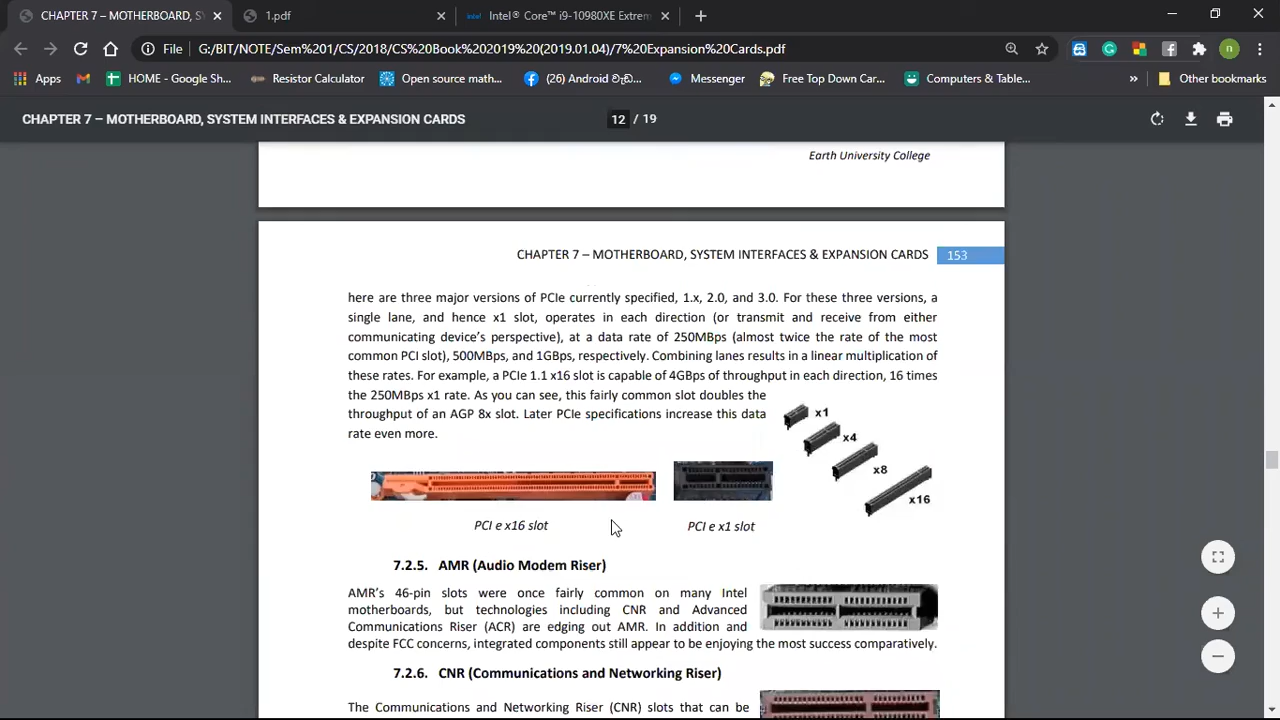 CHAPTER 7 – MOTHERBOARD, S
1.pdf
Intel® Core™ i9-10980XE Extrem
File
G:/BIT/NOTE/Sem%201/CS/2018/CS%20Book%202019%20(2019.01.04)/7%20Expansion%20Cards.pdf
n
Apps
HOME - Google Sh...
Resistor Calculator
Open source math...
Messenger
Free Top Down Car...
Computers & Table...
»
Other bookmarks
CHAPTER 7 – MOTHERBOARD, SYSTEM INTERFACES & EXPANSION CARDS
12 / 19
Earth University College
CHAPTER 7 – MOTHERBOARD, SYSTEM INTERFACES & EXPANSION CARDS 153
here are three major versions of PCIe currently specified, 1.x, 2.0, and 3.0. For these three versions, a
single lane, and hence x1 slot, operates in each direction (or transmit and receive from either
communicating device's perspective), at a data rate of 250MBps (almost twice the rate of the most
common PCI slot), 500MBps, and 1GBps, respectively. Combining lanes results in a linear multiplication of
these rates. For example, a PCIe 1.1 x16 slot is capable of 4GBps of throughput in each direction, 16 times
the 250MBps x1 rate. As you can see, this fairly common slot doubles the
throughput of an AGP 8x slot. Later PCIe specifications increase this data
rate even more.
x1
x4
x8
x16
PCI e x16 slot
PCI e x1 slot
7.2.5. AMR (Audio Modem Riser)
AMR's 46-pin slots were once fairly common on many Intel
motherboards, but technologies including CNR and Advanced
Communications Riser (ACR) are edging out AMR. In addition and
despite FCC concerns, integrated components still appear to be enjoying the most success comparatively.
7.2.6. CNR (Communications and Networking Riser)
The Communications and Networking Riser (CNR) slots that can be